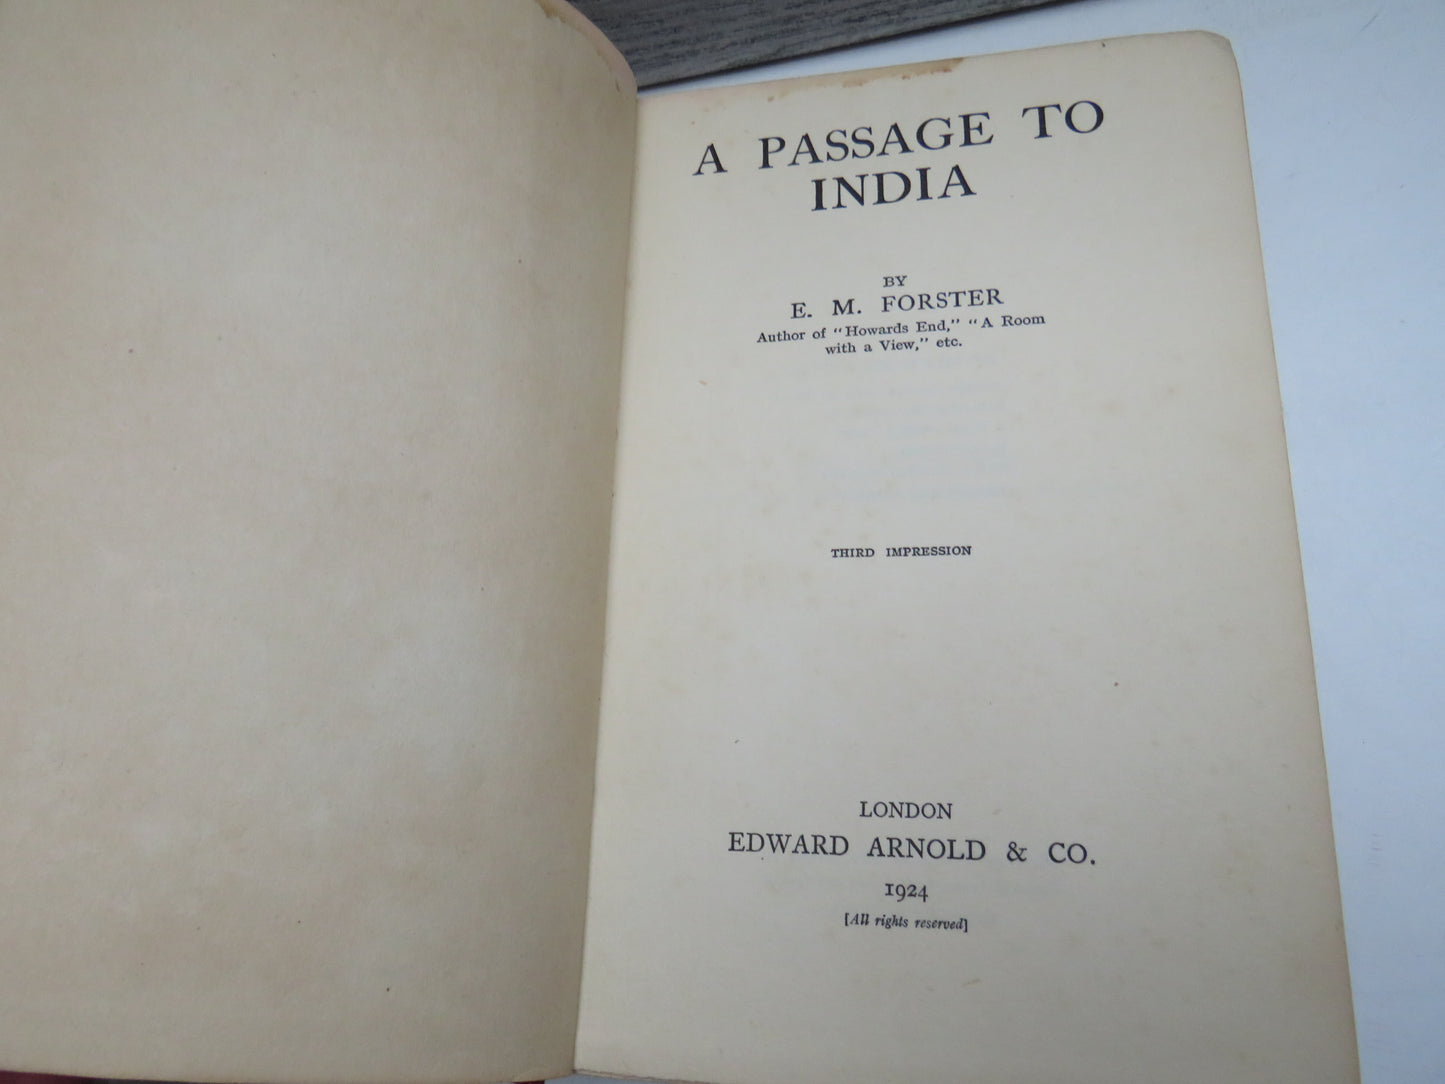 A PASSAGE TO
INDIA
BY
E. M. FORSTER
Author of "Howards End," "A Room
with a View," etc.
THIRD IMPRESSION
LONDON
EDWARD ARNOLD & CO.
1924
[All rights reserved]